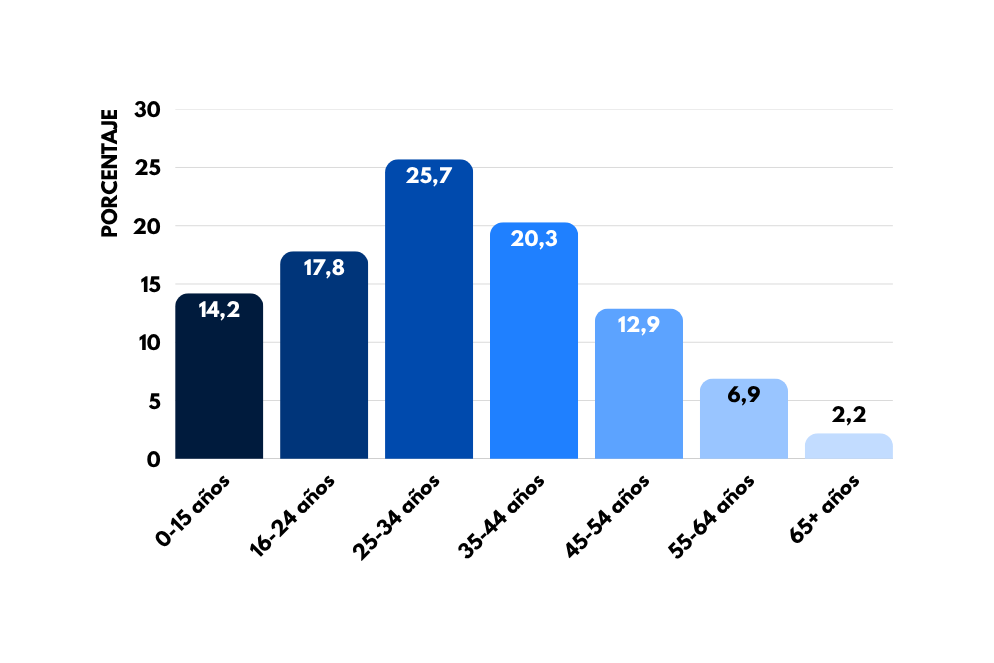 PORCENTAJE
30
25
20
15
10
5
0
14,2
17,8
25,7
20,3
12,9
6,9
2,2
0-15 años
16-24 años
25-34 años
35-44 años
45-54 años
55-64 años
65+ años